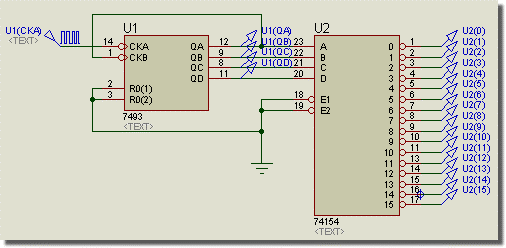 U1(CKA)
<TEXT>
U1
14 CKA QA 12
1 CKB QB 9
QC 8
QD 11
2 R0(1)
3 R0(2)
7493
<TEXT>
U1(QA)
U1(QB)
U1(QC)
U1(QD)
U2
23 A 0 1
22 B 1 2
21 C 2 3
20 D 3 4
4 5
18 E1 5 6
19 E2 6 7
7 8
8 9
9 10
10 11
11 13
12 14
13 15
14 16
15 17
74154
<TEXT>
U2(0)
U2(1)
U2(2)
U2(3)
U2(4)
U2(5)
U2(6)
U2(7)
U2(8)
U2(9)
U2(10)
U2(11)
U2(12)
U2(13)
U2(14)
U2(15)